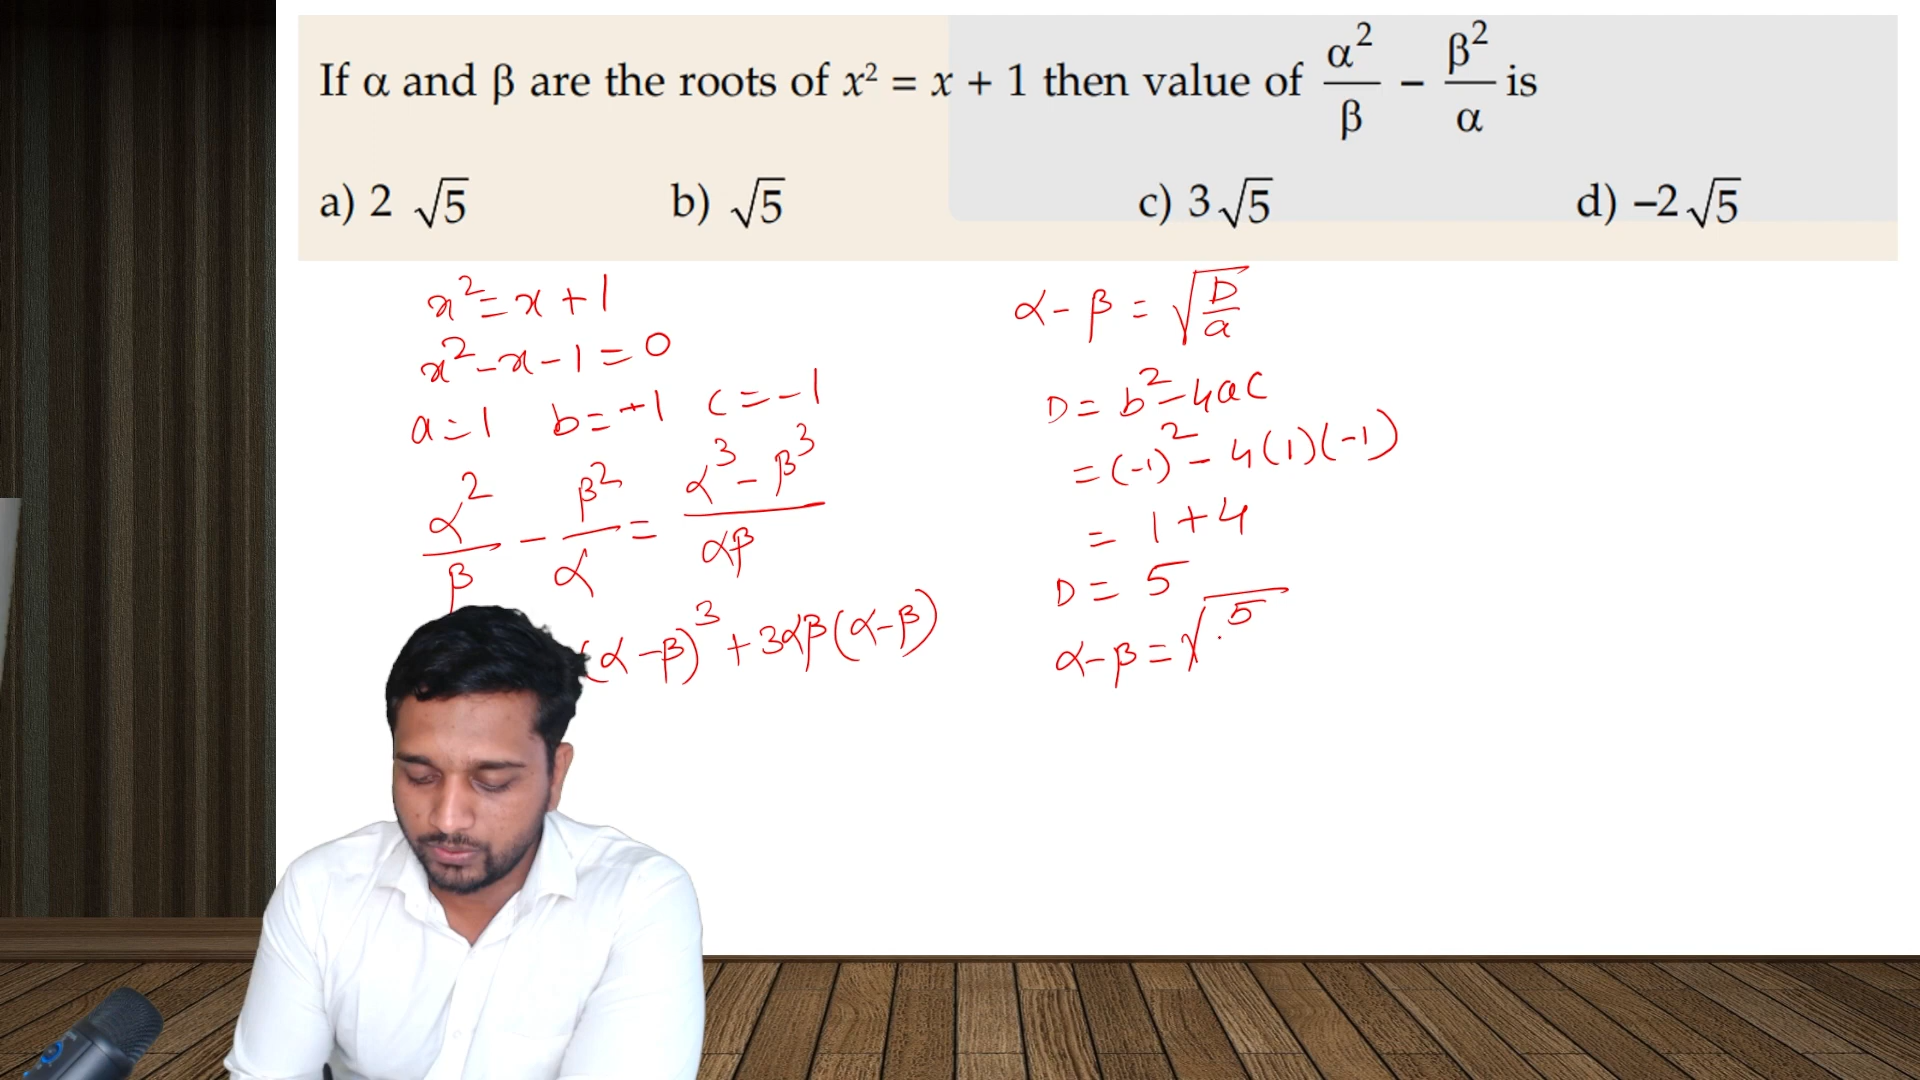 If α and β are the roots of x² = x + 1 then value of α²/β − β²/α is
a) 2 √5 b) √5 c) 3√5 d) –2√5
x² = x + 1
x² - x - 1 = 0
a = 1 b = -1 c = -1
α²/β - β²/α = α³ - β³/αβ
(α - β)³ + 3αβ(α - β)
α - β = √D/a
D = b² - 4ac
= (-1)² - 4(1)(-1)
= 1 + 4
D = 5
α - β = √5